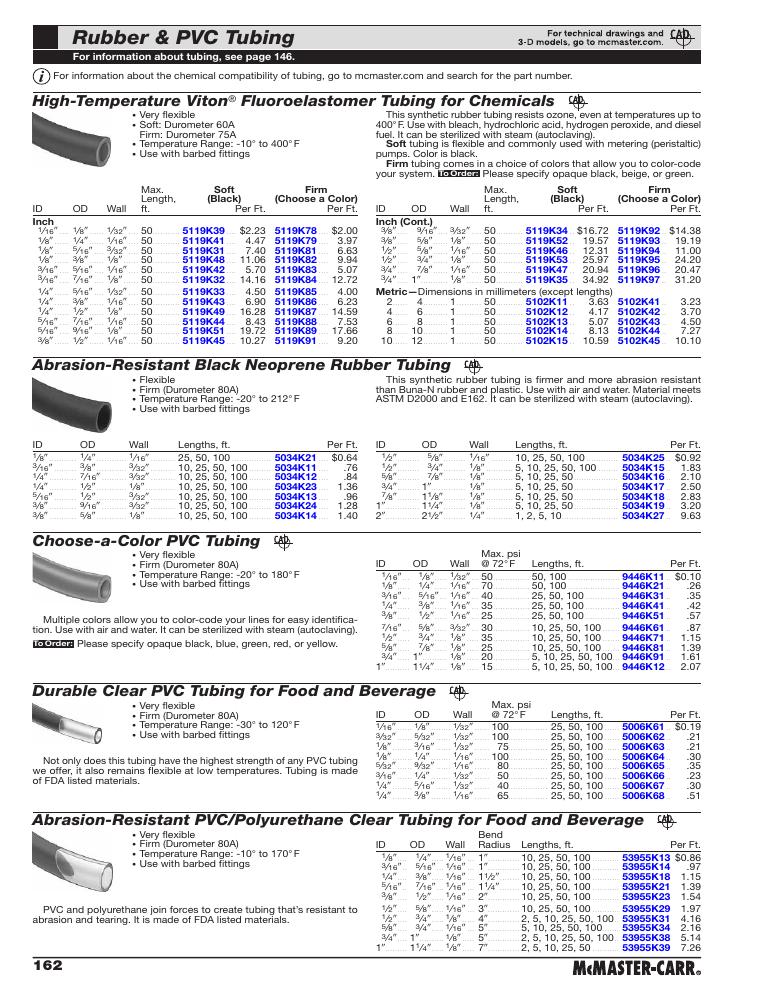 Rubber & PVC Tubing
For technical drawings and
3-D models, go to mcmaster.com.
CAD
For information about tubing, see page 146.
i For information about the chemical compatibility of tubing, go to mcmaster.com and search for the part number.
High-Temperature Viton® Fluoroelastomer Tubing for Chemicals CAD
• Very flexible
• Soft: Durometer 60A
Firm: Durometer 75A
• Temperature Range: -10° to 400°F
• Use with barbed fittings
This synthetic rubber tubing resists ozone, even at temperatures up to
400°F. Use with bleach, hydrochloric acid, hydrogen peroxide, and diesel
fuel. It can be sterilized with steam (autoclaving).
Soft tubing is flexible and commonly used with metering (peristaltic)
pumps. Color is black.
Firm tubing comes in a choice of colors that allow you to color-code
your system. To Order: Please specify opaque black, beige, or green.
Max. Soft Firm
Length, (Black) (Choose a Color)
ID OD Wall ft. Per Ft. Per Ft.
Inch
1/16" 1/8" 1/32" 50 5119K39 $2.23 5119K78 $2.00
1/8" 1/4" 1/16" 50 5119K41 4.47 5119K79 3.97
1/8" 5/16" 3/32" 50 5119K31 7.40 5119K81 6.63
1/8" 3/8" 1/8" 50 5119K48 11.06 5119K82 9.94
3/16" 5/16" 1/16" 50 5119K42 5.70 5119K83 5.07
3/16" 7/16" 1/8" 50 5119K32 14.16 5119K84 12.72
1/4" 5/16" 1/32" 50 5119K33 4.50 5119K85 4.00
1/4" 3/8" 1/16" 50 5119K43 6.90 5119K86 6.23
1/4" 1/2" 1/8" 50 5119K49 16.28 5119K87 14.59
5/16" 7/16" 1/16" 50 5119K44 8.43 5119K88 7.53
5/16" 9/16" 1/8" 50 5119K51 19.72 5119K89 17.66
3/8" 1/2" 1/16" 50 5119K45 10.27 5119K91 9.20
Max. Soft Firm
Length, (Black) (Choose a Color)
ID OD Wall ft. Per Ft. Per Ft.
Inch (Cont.)
3/8" 9/16" 3/32" 50 5119K34 $16.72 5119K92 $14.38
3/8" 5/8" 1/8" 50 5119K52 19.57 5119K93 19.19
1/2" 5/8" 1/16" 50 5119K46 12.31 5119K94 11.00
1/2" 3/4" 1/8" 50 5119K53 25.97 5119K95 24.20
3/4" 7/8" 1/16" 50 5119K47 20.94 5119K96 20.47
3/4" 1" 1/8" 50 5119K35 34.92 5119K97 31.20
Metric—Dimensions in millimeters (except lengths)
2 4 1 50 5102K11 3.63 5102K41 3.23
4 6 1 50 5102K12 4.17 5102K42 3.70
6 8 1 50 5102K13 5.07 5102K43 4.50
8 10 1 50 5102K14 8.13 5102K44 7.27
10 12 1 50 5102K15 10.59 5102K45 10.10
Abrasion-Resistant Black Neoprene Rubber Tubing CAD
• Flexible
• Firm (Durometer 80A)
• Temperature Range: -20° to 212°F
• Use with barbed fittings
This synthetic rubber tubing is firmer and more abrasion resistant
than Buna-N rubber and plastic. Use with air and water. Material meets
ASTM D2000 and E162. It can be sterilized with steam (autoclaving).
ID OD Wall Lengths, ft. Per Ft.
1/8" 1/4" 1/16" 25, 50, 100 5034K21 $0.64
3/16" 3/8" 3/32" 10, 25, 50, 100 5034K11 .76
1/4" 7/16" 3/32" 10, 25, 50, 100 5034K12 .84
1/4" 1/2" 1/8" 10, 25, 50, 100 5034K23 1.36
5/16" 1/2" 3/32" 10, 25, 50, 100 5034K13 .96
3/8" 9/16" 3/32" 10, 25, 50, 100 5034K24 1.28
3/8" 5/8" 1/8" 10, 25, 50, 100 5034K14 1.40
ID OD Wall Lengths, ft. Per Ft.
1/2" 5/8" 1/16" 10, 25, 50, 100 5034K25 $0.92
1/2" 3/4" 1/8" 5, 10, 25, 50, 100 5034K15 1.83
5/8" 7/8" 1/8" 5, 10, 25, 50 5034K16 2.10
3/4" 1" 1/8" 5, 10, 25, 50 5034K17 2.50
7/8" 1 1/8" 1/8" 5, 10, 25, 50 5034K18 2.83
1" 1 1/4" 1/8" 5, 10, 25, 50 5034K19 3.20
2" 2 1/2" 1/4" 1, 2, 5, 10 5034K27 9.63
Choose-a-Color PVC Tubing CAD
• Very flexible
• Firm (Durometer 80A)
• Temperature Range: -20° to 180°F
• Use with barbed fittings
Multiple colors allow you to color-code your lines for easy identifica-
tion. Use with air and water. It can be sterilized with steam (autoclaving).
To Order: Please specify opaque black, blue, green, red, or yellow.
Max. psi
ID OD Wall @ 72°F Lengths, ft. Per Ft.
1/16" 1/8" 1/32" 50 50, 100 9446K11 $0.10
1/8" 1/4" 1/16" 70 50, 100 9446K21 .26
3/16" 5/16" 1/16" 40 25, 50, 100 9446K31 .35
1/4" 3/8" 1/16" 35 25, 50, 100 9446K41 .42
3/8" 1/2" 1/16" 25 25, 50, 100 9446K51 .57
7/16" 5/8" 3/32" 30 10, 25, 50, 100 9446K61 .87
1/2" 3/4" 1/8" 35 10, 25, 50, 100 9446K71 1.15
5/8" 7/8" 1/8" 25 10, 25, 50, 100 9446K81 1.39
3/4" 1" 1/8" 20 5, 10, 25, 50, 100 9446K91 1.61
1" 1 1/4" 1/8" 15 5, 10, 25, 50, 100 9446K12 2.07
Durable Clear PVC Tubing for Food and Beverage CAD
• Very flexible
• Firm (Durometer 80A)
• Temperature Range: -30° to 120°F
• Use with barbed fittings
Not only does this tubing have the highest strength of any PVC tubing
we offer, it also remains flexible at low temperatures. Tubing is made
of FDA listed materials.
Max. psi
ID OD Wall @ 72°F Lengths, ft. Per Ft.
1/16" 1/8" 1/32" 100 25, 50, 100 5006K61 $0.19
3/32" 5/32" 1/32" 100 25, 50, 100 5006K62 .21
1/8" 3/16" 1/32" 75 25, 50, 100 5006K63 .21
1/8" 1/4" 1/16" 100 25, 50, 100 5006K64 .30
5/32" 9/32" 1/16" 80 25, 50, 100 5006K65 .35
3/16" 1/4" 1/32" 50 25, 50, 100 5006K66 .23
1/4" 5/16" 1/32" 40 25, 50, 100 5006K67 .30
1/4" 3/8" 1/16" 65 25, 50, 100 5006K68 .51
Abrasion-Resistant PVC/Polyurethane Clear Tubing for Food and Beverage CAD
• Very flexible
• Firm (Durometer 80A)
• Temperature Range: -10° to 170°F
• Use with barbed fittings
PVC and polyurethane join forces to create tubing that's resistant to
abrasion and tearing. It is made of FDA listed materials.
Bend
ID OD Wall Radius Lengths, ft. Per Ft.
1/8" 1/4" 1/16" 1" 10, 25, 50, 100 53955K13 $0.86
3/16" 5/16" 1/16" 1" 10, 25, 50, 100 53955K14 .97
1/4" 3/8" 1/16" 1 1/2" 10, 25, 50, 100 53955K18 1.15
5/16" 7/16" 1/16" 1 1/4" 10, 25, 50, 100 53955K21 1.39
3/8" 1/2" 1/16" 2" 10, 25, 50, 100 53955K23 1.54
1/2" 5/8" 1/16" 3" 10, 25, 50, 100 53955K29 1.97
1/2" 3/4" 1/8" 4" 2, 5, 10, 25, 50, 100 53955K31 4.16
5/8" 3/4" 1/16" 5" 5, 10, 25, 50, 100 53955K34 2.16
3/4" 1" 1/8" 5" 2, 5, 10, 25, 50, 100 53955K38 5.14
1" 1 1/4" 1/8" 7" 2, 5, 10, 25, 50 53955K39 7.26
162
McMASTER-CARR®